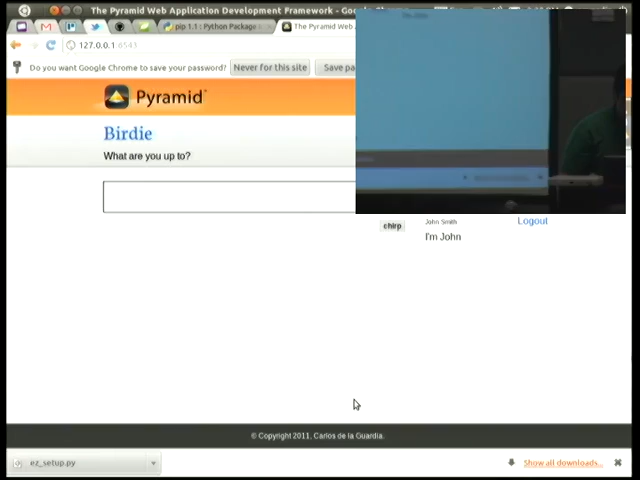 The Pyramid Web Application Development Framework - Go
pip 1.1 : Python Package
The Pyramid Web
127.0.0.1:6543
Do you want Google Chrome to save your password?
Never for this site
Save pa
Pyramid
Birdie
What are you up to?
chirp
John Smith
I'm John
Logout
© Copyright 2011, Carlos de la Guardia.
ez_setup.py
Show all downloads...